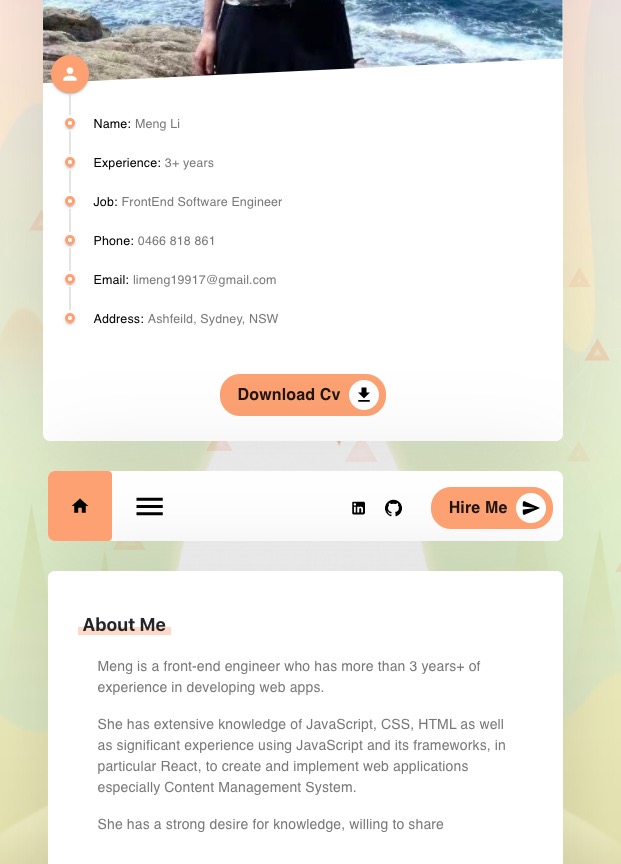 Name: Meng Li
Experience: 3+ years
Job: FrontEnd Software Engineer
Phone: 0466 818 861
Email: limeng19917@gmail.com
Address: Ashfeild, Sydney, NSW
Download Cv
Hire Me
About Me
Meng is a front-end engineer who has more than 3 years+ of
experience in developing web apps.
She has extensive knowledge of JavaScript, CSS, HTML as well
as significant experience using JavaScript and its frameworks, in
particular React, to create and implement web applications
especially Content Management System.
She has a strong desire for knowledge, willing to share